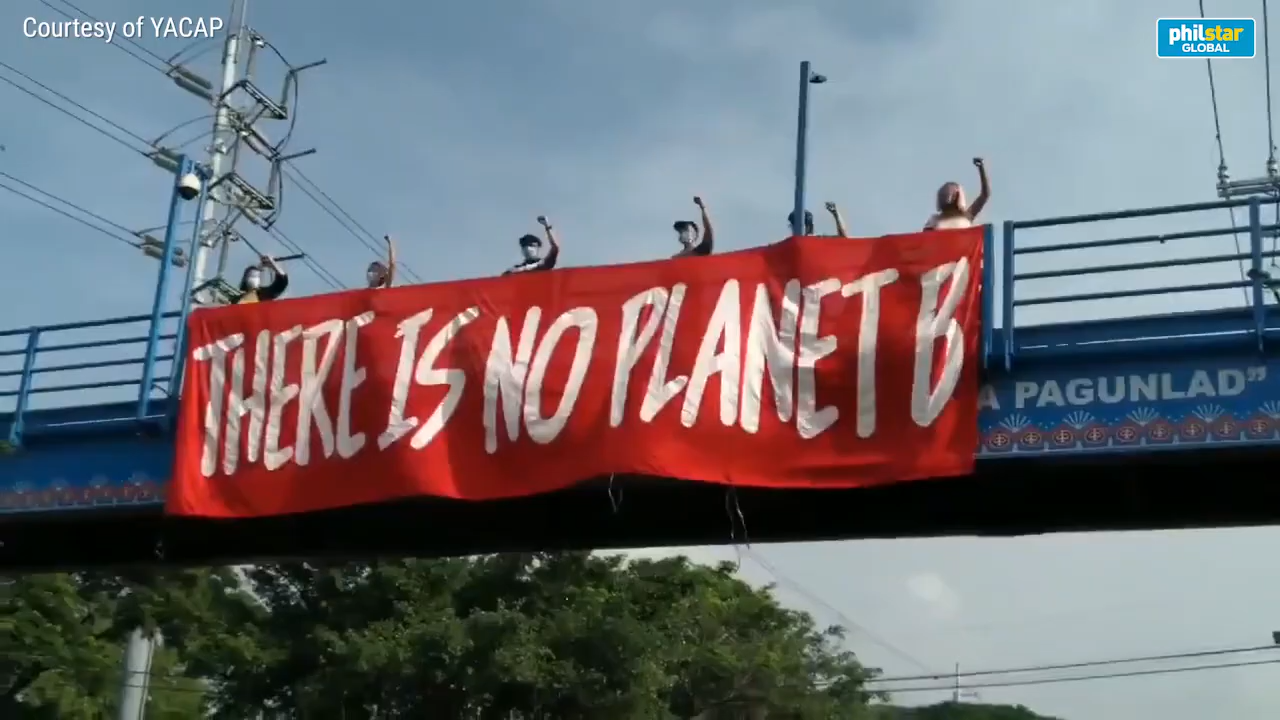 Courtesy of YACAP
philstar
GLOBAL
THERE IS NO PLANET B
A PAGUNLAD”